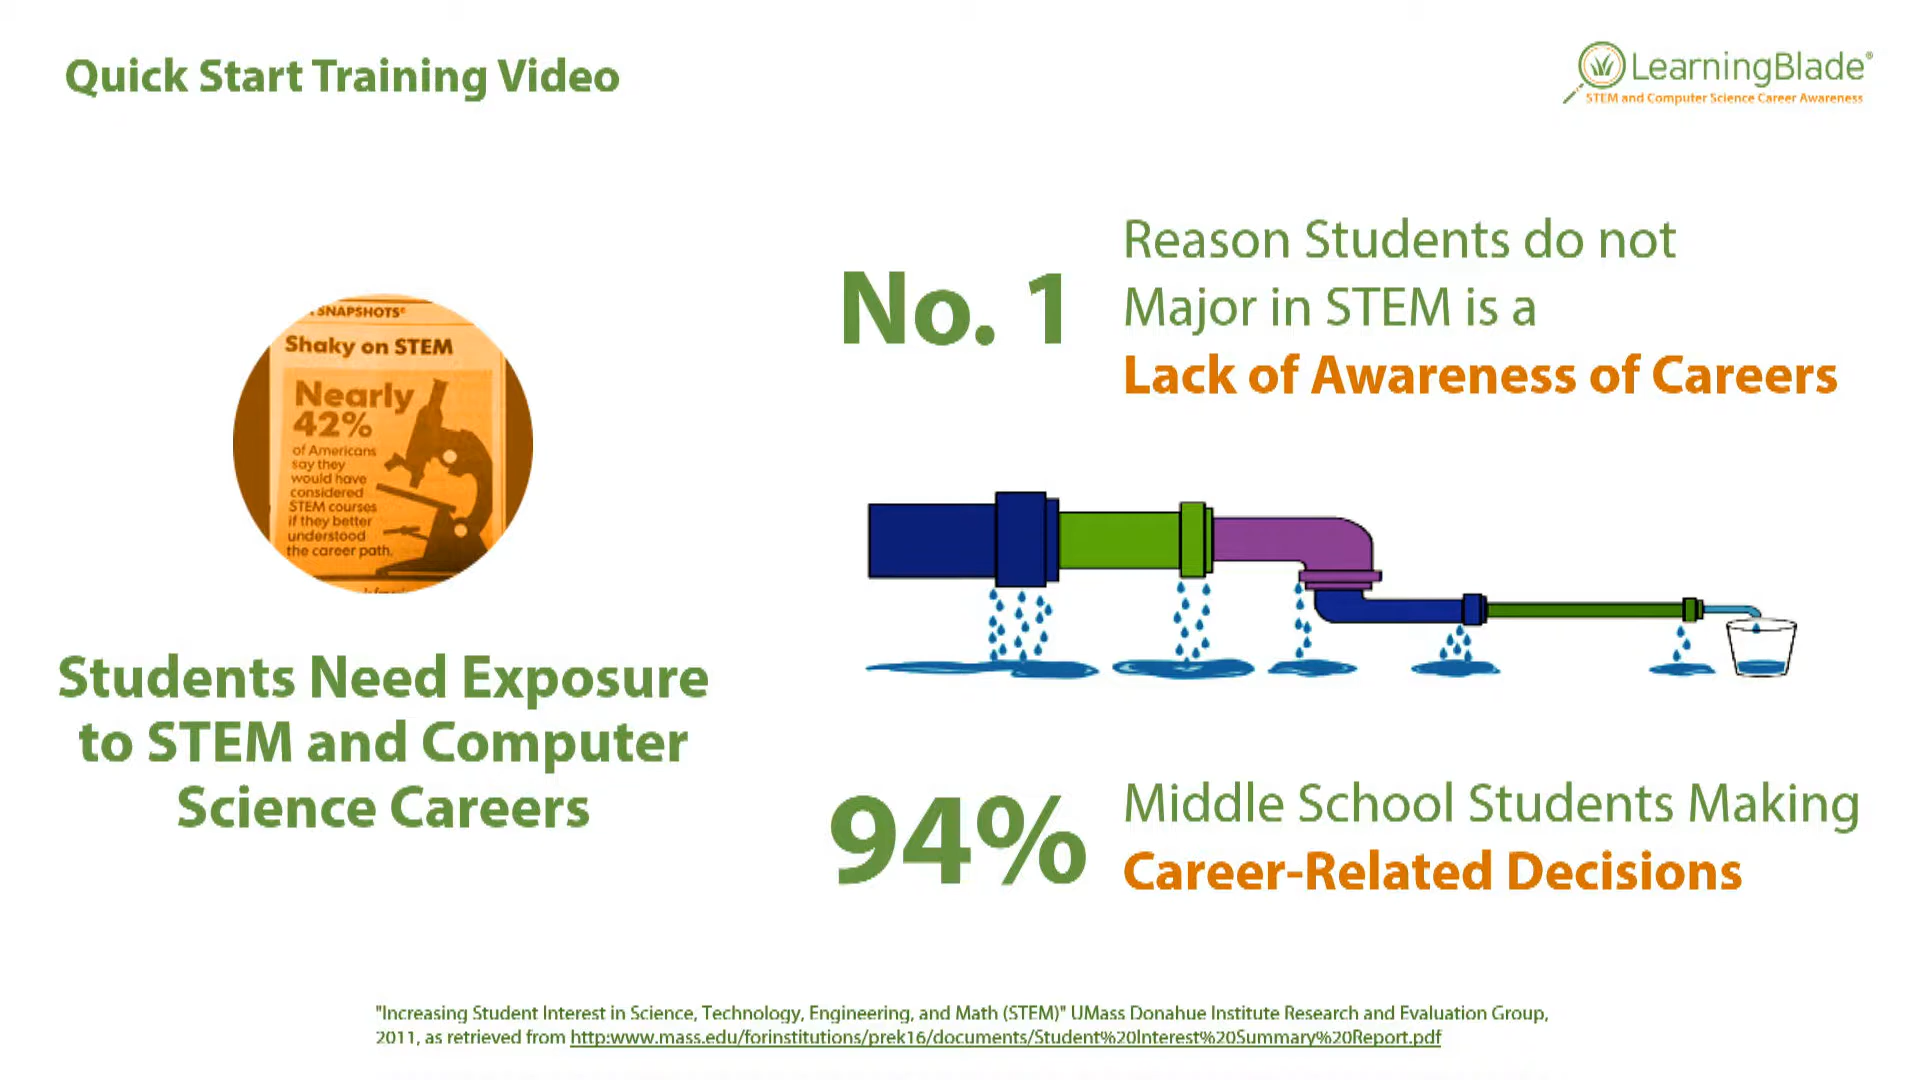 Quick Start Training Video
LearningBlade®
STEM and Computer Science Career Awareness
SNAPSHOTS®
Shaky on STEM
Nearly
42%
of Americans
say they
would have
considered
STEM courses
if they better
understood
the career path.
Students Need Exposure
to STEM and Computer
Science Careers
No. 1
Reason Students do not
Major in STEM is a
Lack of Awareness of Careers
94%
Middle School Students Making
Career-Related Decisions
"Increasing Student Interest in Science, Technology, Engineering, and Math (STEM)" UMass Donahue Institute Research and Evaluation Group,
2011, as retrieved from http:www.mass.edu/forinstitutions/prek16/documents/Student%20Interest%20Summary%20Report.pdf